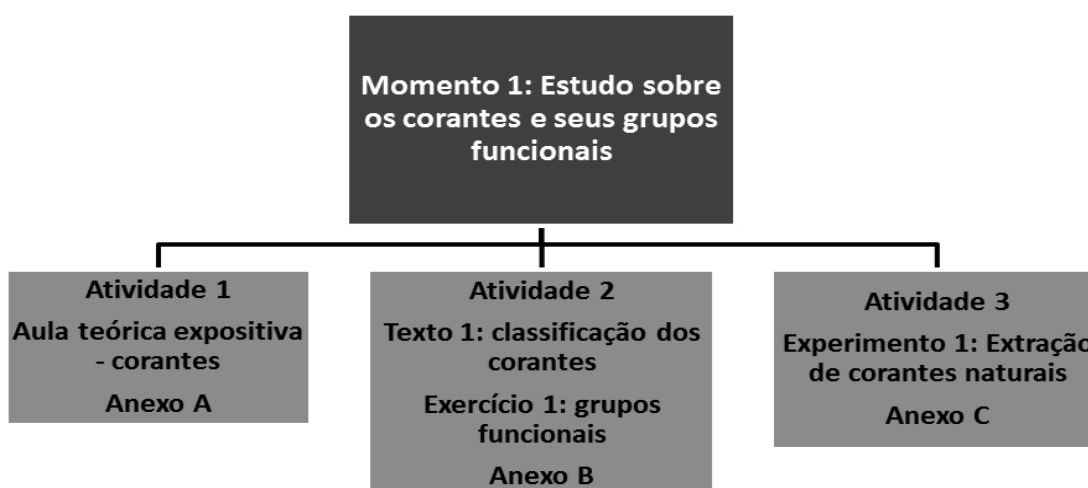 Momento 1: Estudo sobre
os corantes e seus grupos
funcionais
Atividade 1
Aula teórica expositiva
- corantes
Anexo A
Atividade 2
Texto 1: classificação dos
corantes
Exercício 1: grupos
funcionais
Anexo B
Atividade 3
Experimento 1: Extração
de corantes naturais
Anexo C